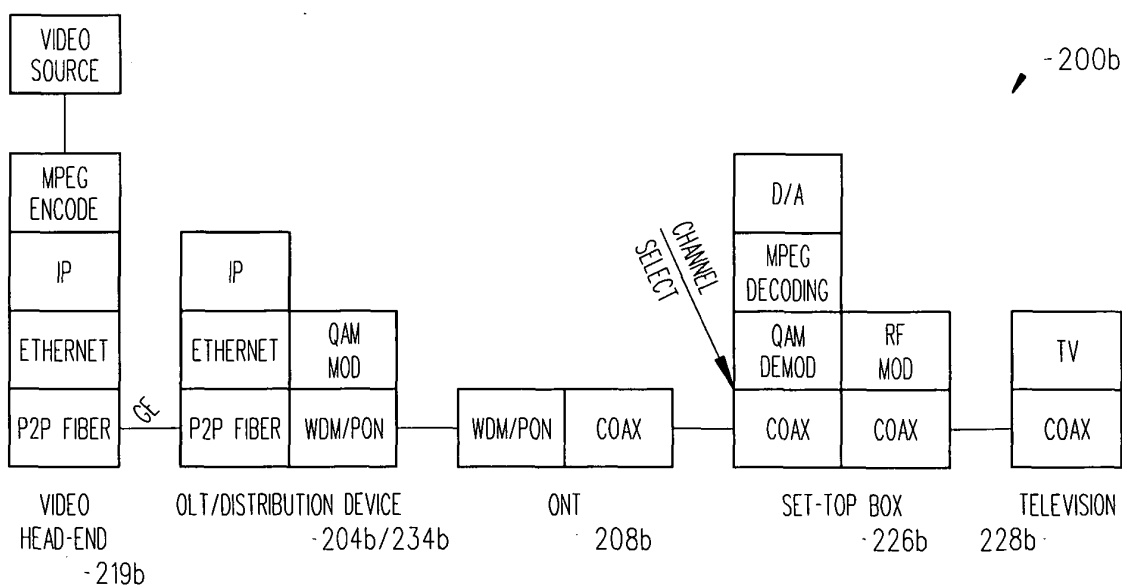 VIDEO
SOURCE
-200b
MPEG
ENCODE
D/A
CHANNEL
SELECT
IP
IP
MPEG
DECODING
ETHERNET
ETHERNET
QAM
MOD
QAM
DEMOD
RF
MOD
TV
P2P FIBER
GE
P2P FIBER
WDM/PON
WDM/PON
COAX
COAX
COAX
COAX
VIDEO
HEAD-END
-219b
OLT/DISTRIBUTION DEVICE
-204b/234b
ONT
208b
SET-TOP BOX
-226b
TELEVISION
228b